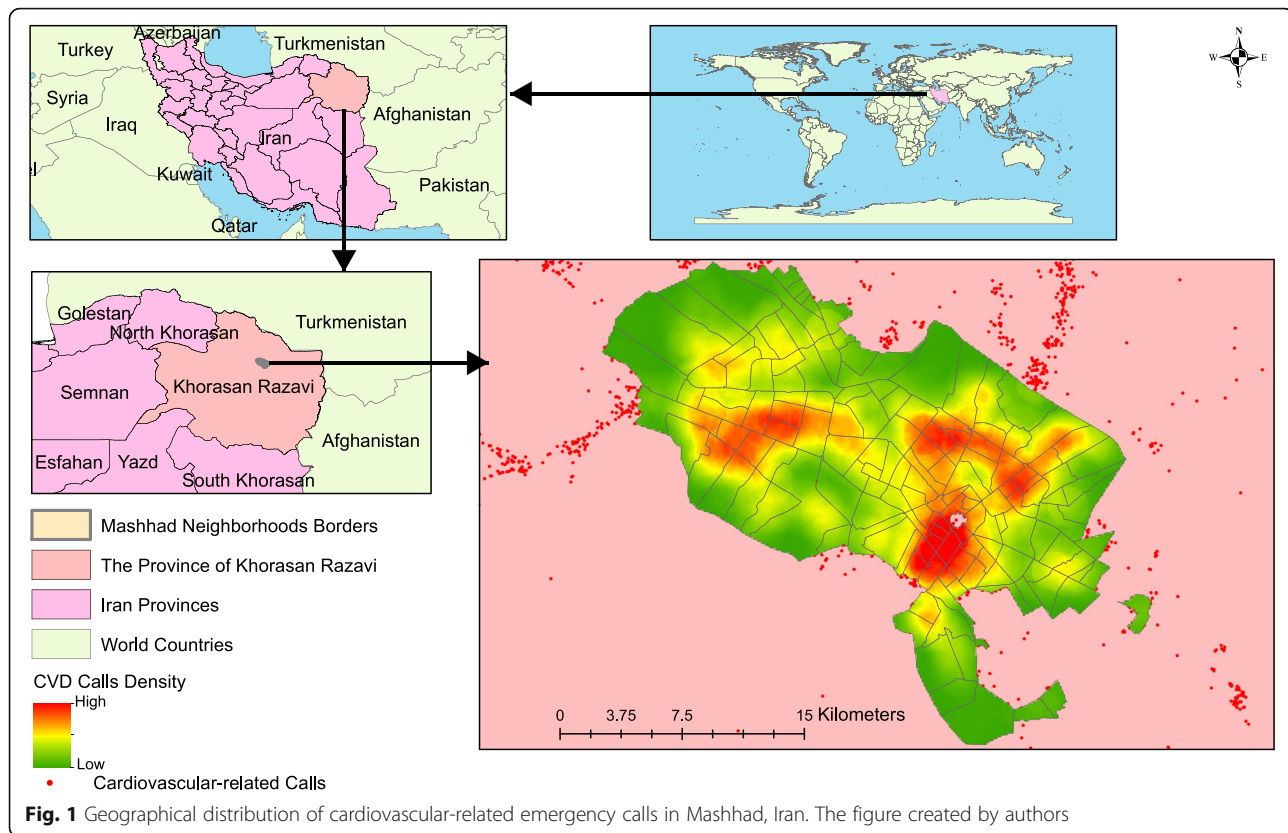 Azerbaijan
Turkey
Turkmenistan
Syria
Iraq
Iran
Afghanistan
Kuwait
Pakistan
Qatar
N
W
E
S
Golestan
North Khorasan
Turkmenistan
Semnan
Khorasan Razavi
Afghanistan
Esfahan
Yazd
South Khorasan
Mashhad Neighborhoods Borders
The Province of Khorasan Razavi
Iran Provinces
World Countries
CVD Calls Density
High
Low
Cardiovascular-related Calls
0 3.75 7.5 15 Kilometers
Fig. 1 Geographical distribution of cardiovascular-related emergency calls in Mashhad, Iran. The figure created by authors